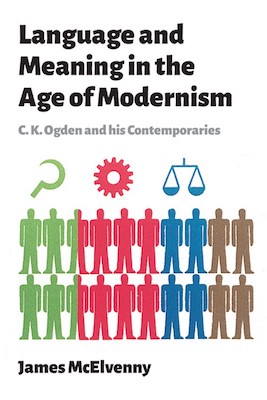 Language and
Meaning in the
Age of Modernism
C. K. Ogden and his Contemporaries
James McElvenny